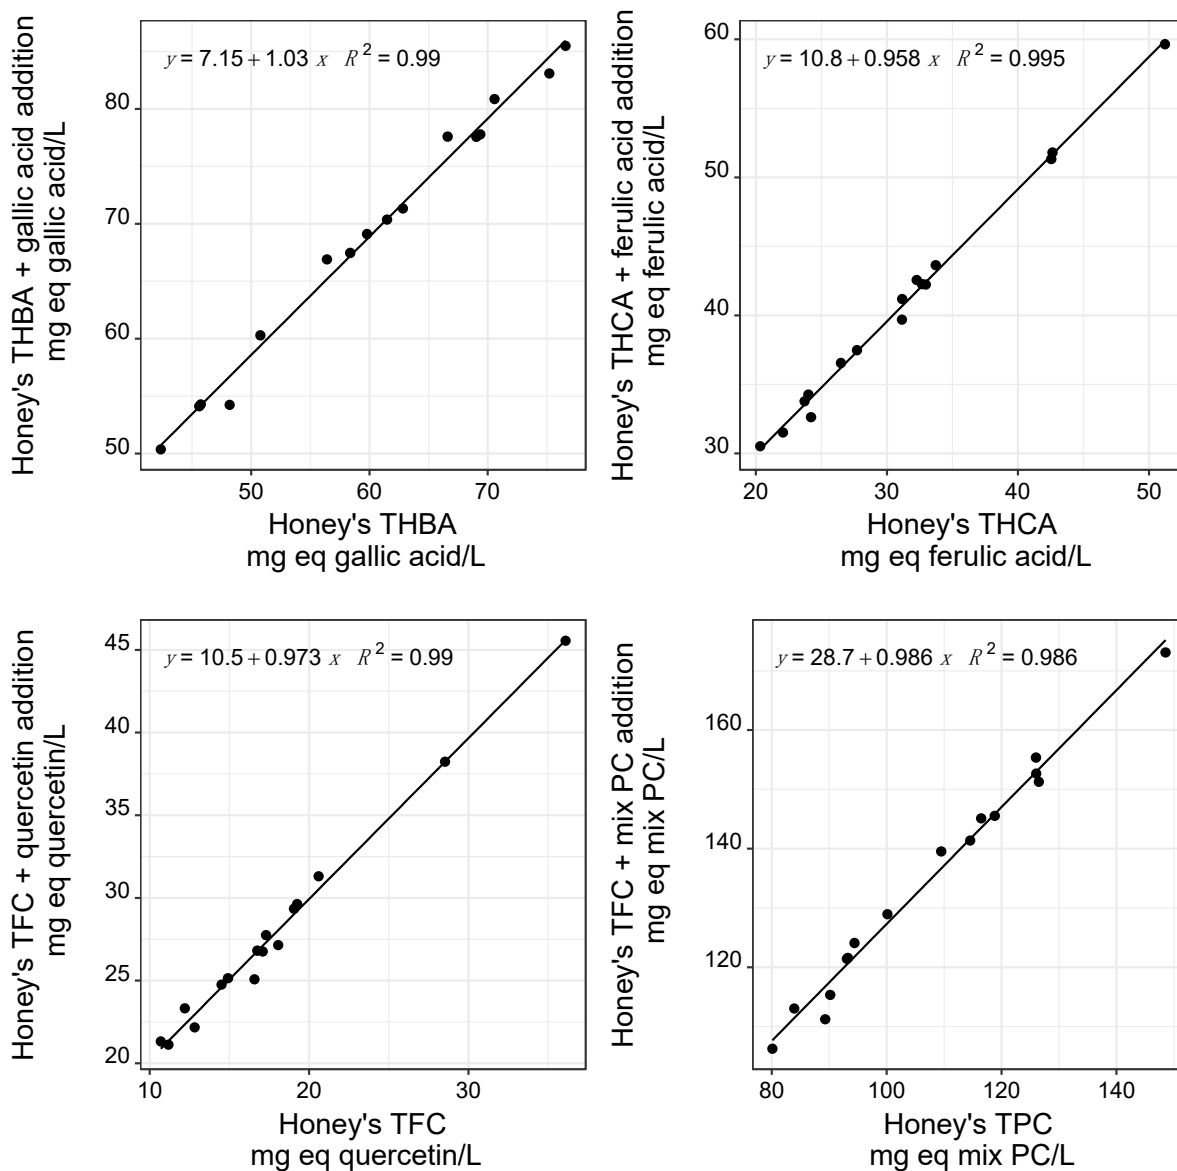 Honey's THBA + gallic acid addition
mg eq gallic acid/L
y = 7.15 + 1.03 x R 2 = 0.99
80
70
60
50
50 60 70
Honey's THBA
mg eq gallic acid/L
Honey's THCA + ferulic acid addition
mg eq ferulic acid/L
y = 10.8 + 0.958 x R 2 = 0.995
60
50
40
30
20 30 40 50
Honey's THCA
mg eq ferulic acid/L
Honey's TFC + quercetin addition
mg eq quercetin/L
y = 10.5 + 0.973 x R 2 = 0.99
45
40
35
30
25
20
10 20 30
Honey's TFC
mg eq quercetin/L
Honey's TFC + mix PC addition
mg eq mix PC/L
y = 28.7 + 0.986 x R 2 = 0.986
160
140
120
80 100 120 140
Honey's TPC
mg eq mix PC/L